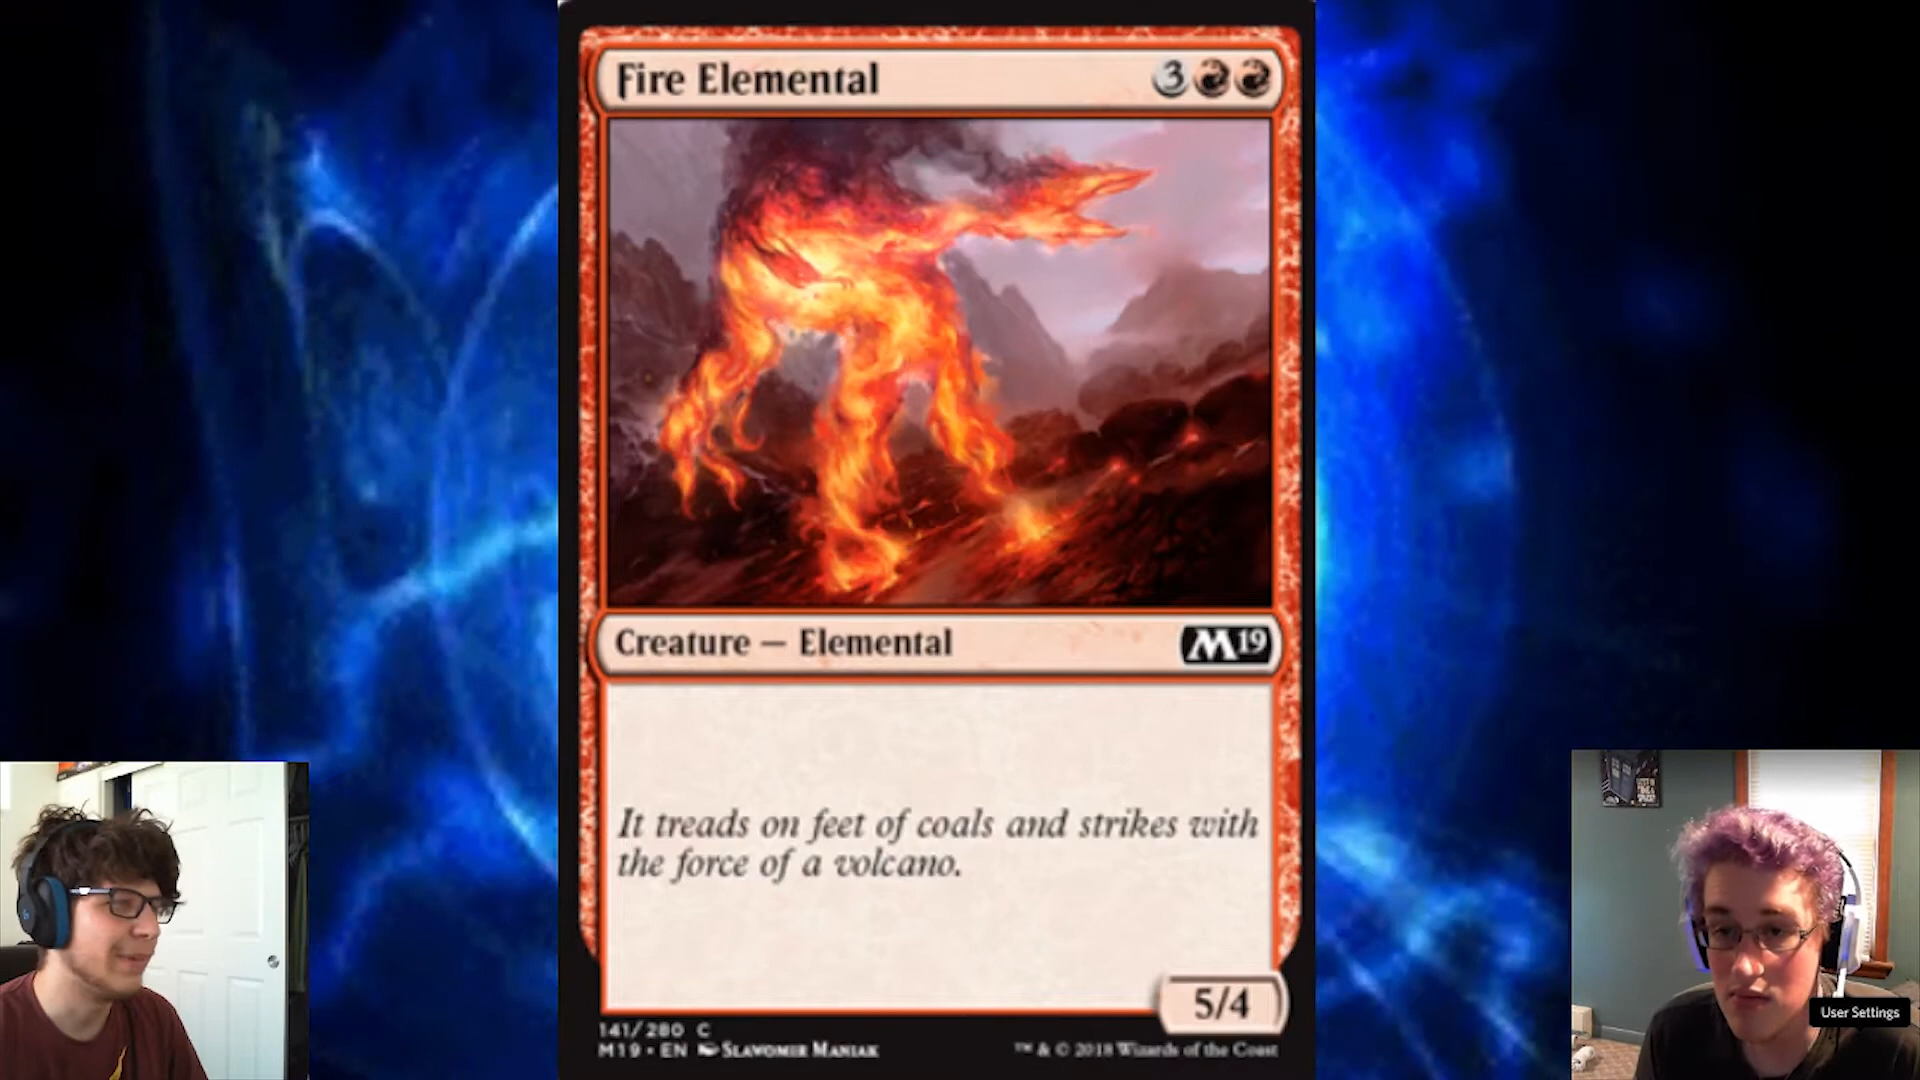 Fire Elemental 3
Creature — Elemental M19
It treads on feet of coals and strikes with
the force of a volcano.
5/4
141/280 C
M19 • EN Slawomir Maniak
™ & © 2018 Wizards of the Coast
User Settings